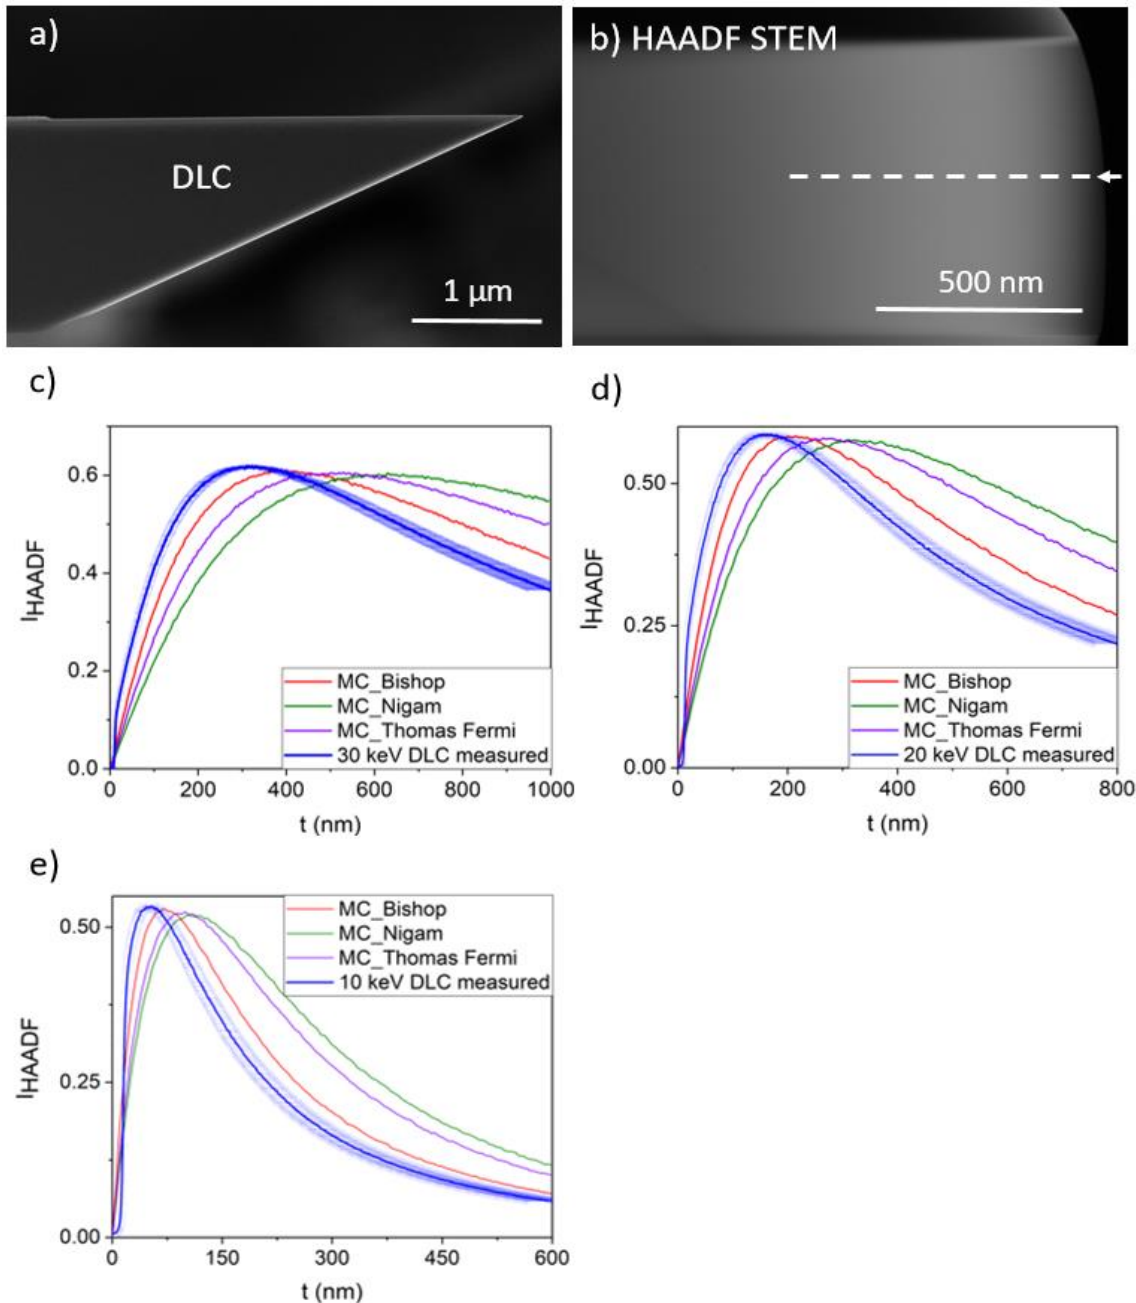 a)
DLC
1 μm
b) HAADF STEM
500 nm
c)
I_HAADF
0.6
0.4
0.2
0.0
0 200 400 600 800 1000
t (nm)
MC_Bishop
MC_Nigam
MC_Thomas Fermi
30 keV DLC measured
d)
I_HAADF
0.50
0.25
0.00
0 200 400 600 800
t (nm)
MC_Bishop
MC_Nigam
MC_Thomas Fermi
20 keV DLC measured
e)
I_HAADF
0.50
0.25
0.00
0 150 300 450 600
t (nm)
MC_Bishop
MC_Nigam
MC_Thomas Fermi
10 keV DLC measured